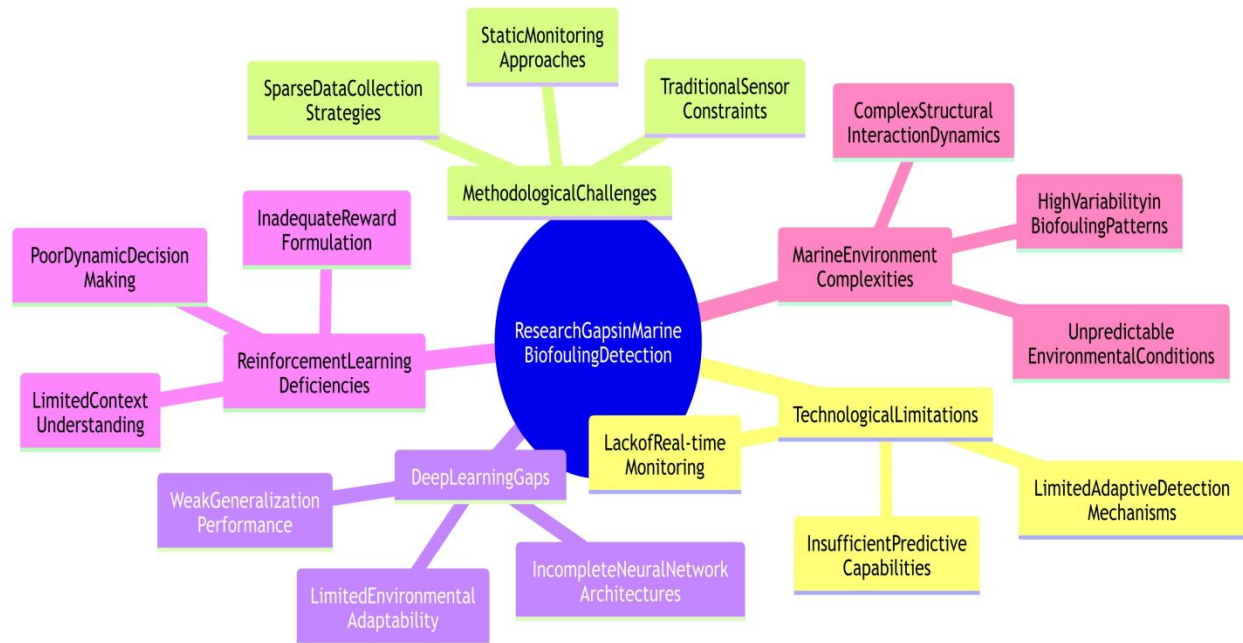 StaticMonitoring
Approaches
SparseDataCollection
Strategies
TraditionalSensor
Constraints
MethodologicalChallenges
ComplexStructural
InteractionDynamics
HighVariabilityin
BiofoulingPatterns
MarineEnvironment
Complexities
Unpredictable
EnvironmentalConditions
InadequateReward
Formulation
PoorDynamicDecision
Making
ReinforcementLearning
Deficiencies
LimitedContext
Understanding
ResearchGapsinMarine
BiofoulingDetection
TechnologicalLimitations
LackofReal-time
Monitoring
LimitedAdaptiveDetection
Mechanisms
InsufficientPredictive
Capabilities
DeepLearningGaps
WeakGeneralization
Performance
LimitedEnvironmental
Adaptability
IncompleteNeuralNetwork
Architectures